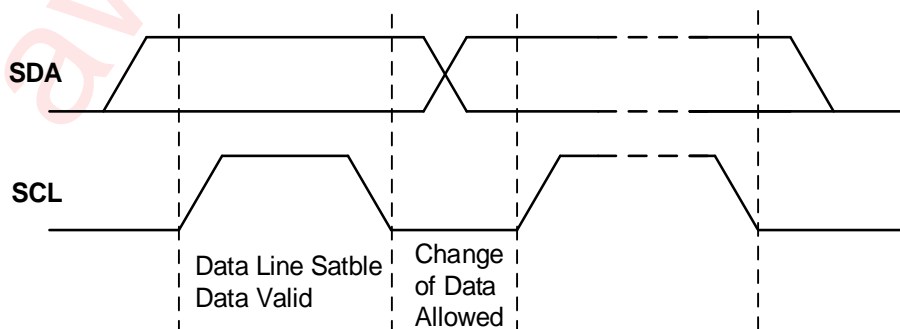 SDA
SCL
Data Line Satble
Data Valid
Change
of Data
Allowed